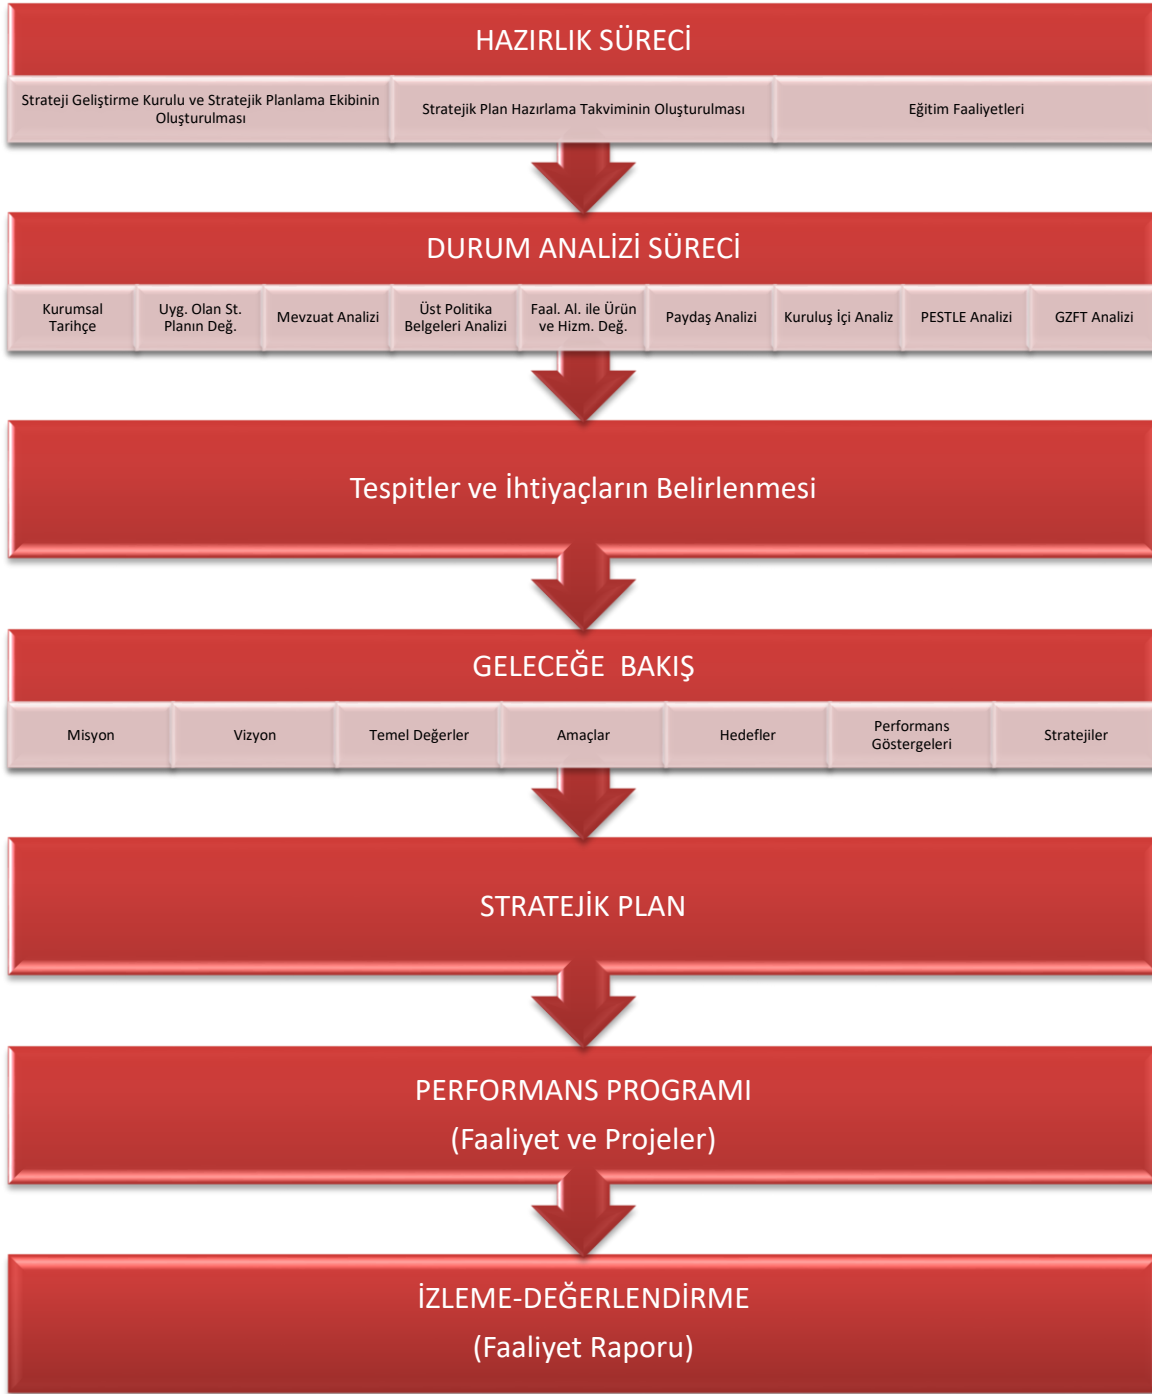 HAZIRLIK SÜRECİ
Strateji Geliştirme Kurulu ve Stratejik Planlama Ekibinin
Oluşturulması
Stratejik Plan Hazırlama Takviminin Oluşturulması
Eğitim Faaliyetleri
DURUM ANALİZİ SÜRECİ
Kurumsal
Tarihçe
Uyg. Olan St.
Planın Değ.
Mevzuat Analizi
Üst Politika
Belgeleri Analizi
Faal. Al. ile Ürün
ve Hizm. Değ.
Paydaş Analizi
Kuruluş İçi Analiz
PESTLE Analizi
GZFT Analizi
Tespitler ve İhtiyaçların Belirlenmesi
GELECEĞE  BAKIŞ
Misyon
Vizyon
Temel Değerler
Amaçlar
Hedefler
Performans
Göstergeleri
Stratejiler
STRATEJİK PLAN
PERFORMANS PROGRAMI
(Faaliyet ve Projeler)
İZLEME-DEĞERLENDİRME
(Faaliyet Raporu)